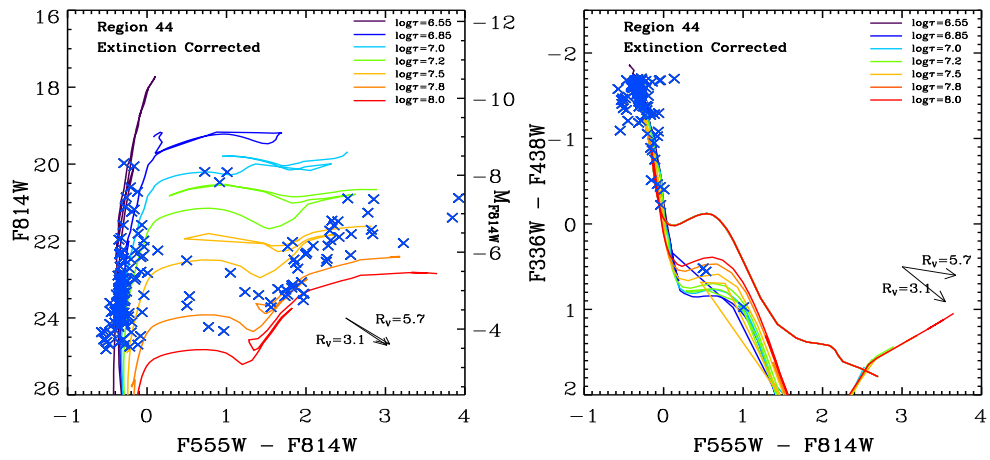 Region 44
Extinction Corrected
logτ=6.55
logτ=6.85
logτ=7.0
logτ=7.2
logτ=7.5
logτ=7.8
logτ=8.0
R_V=5.7
R_V=3.1
16
18
20
22
24
26
F814W
−12
−10
−8
−6
−4
M_F814W
−1
0
1
2
3
4
F555W − F814W
Region 44
Extinction Corrected
logτ=6.55
logτ=6.85
logτ=7.0
logτ=7.2
logτ=7.5
logτ=7.8
logτ=8.0
R_V=5.7
R_V=3.1
−2
−1
0
1
2
F336W − F438W
−1
0
1
2
3
4
F555W − F814W